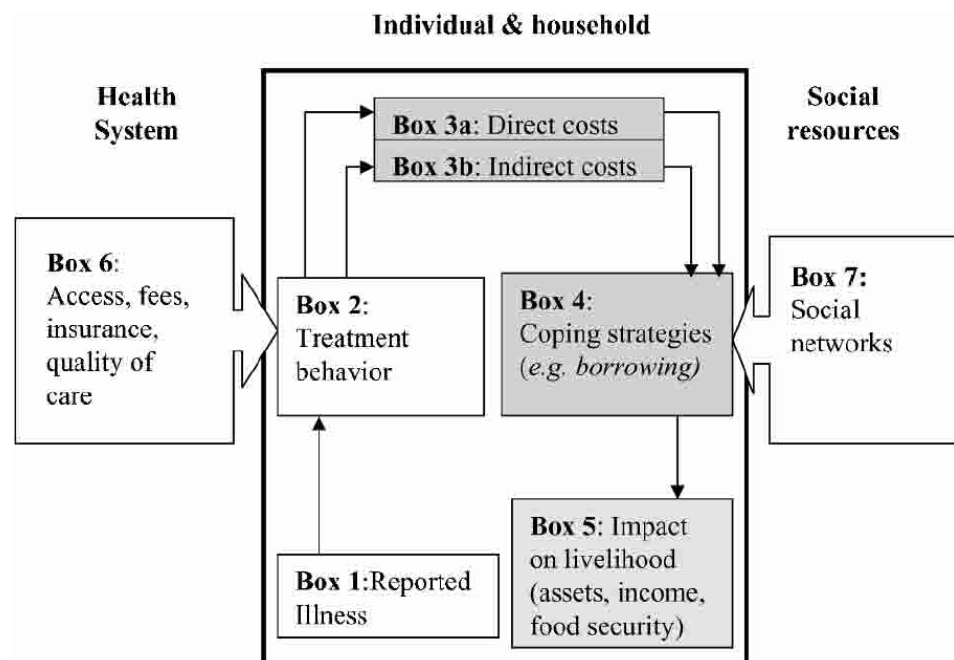 Individual & household
Health
System
Social
resources
Box 3a: Direct costs
Box 3b: Indirect costs
Box 6:
Access, fees,
insurance,
quality of
care
Box 2:
Treatment
behavior
Box 4:
Coping strategies
(e.g. borrowing)
Box 7:
Social
networks
Box 1:Reported
Illness
Box 5: Impact
on livelihood
(assets, income,
food security)